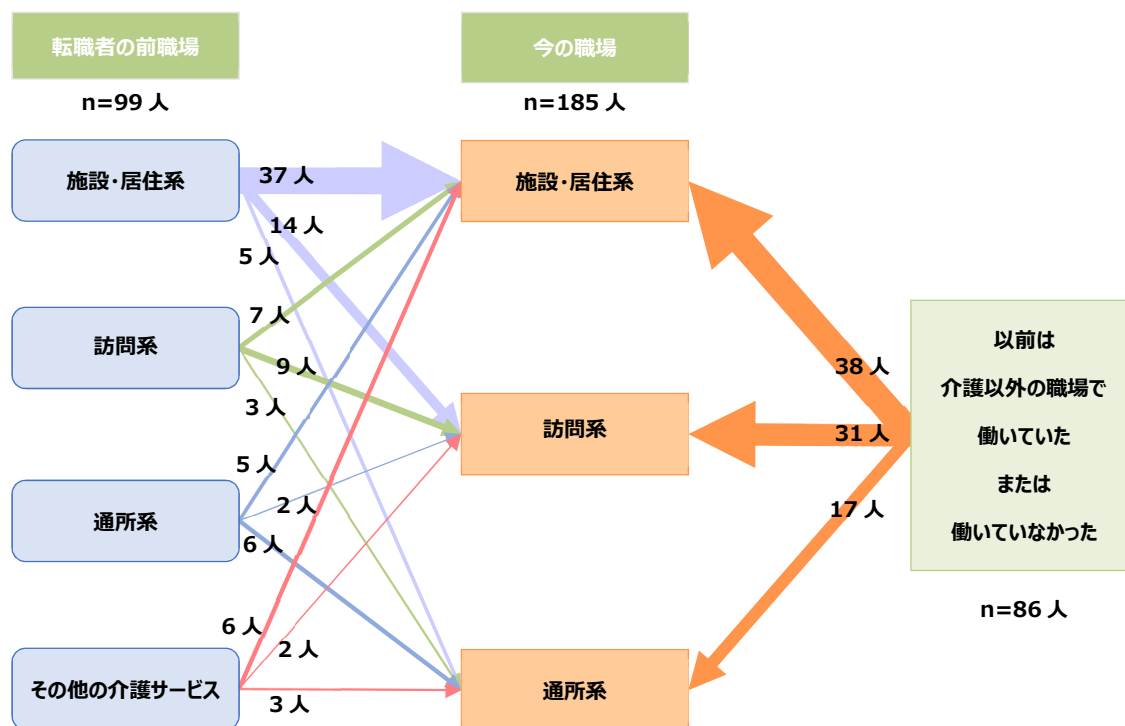 転職者の前職場
今の職場
n=99 人
n=185 人
施設・居住系
37 人
施設・居住系
14 人
5 人
訪問系
7 人
9 人
3 人
訪問系
38 人
31 人
17 人
以前は
介護以外の職場で
働いていた
または
働いていなかった
n=86 人
通所系
5 人
2 人
6 人
その他の介護サービス
6 人
2 人
3 人
通所系